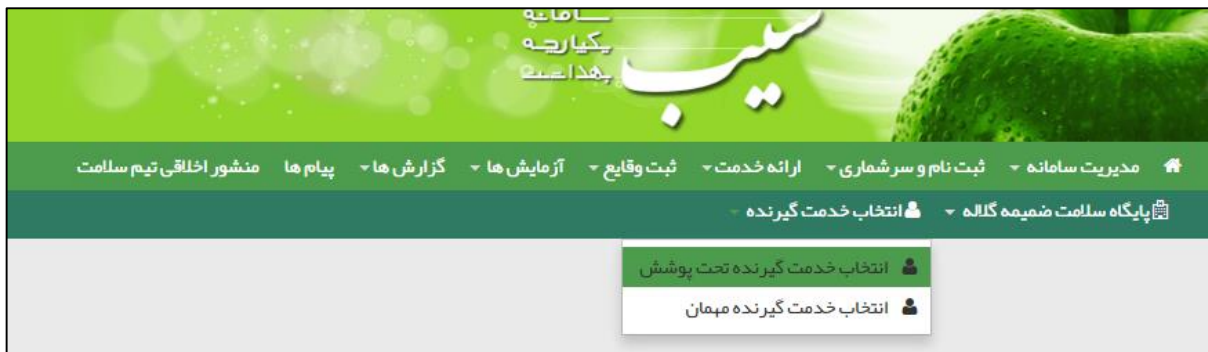 سامانه
یکپارچه
بهداشت
سیب
مدیریت سامانه ثبت نام و سرشماری ارائه خدمت ثبت وقایع آزمایش ها گزارش ها پیام ها منشور اخلاقی تیم سلامت
پایگاه سلامت ضمیمه گلاله انتخاب خدمت گیرنده
انتخاب خدمت گیرنده تحت پوشش
انتخاب خدمت گیرنده مهمان